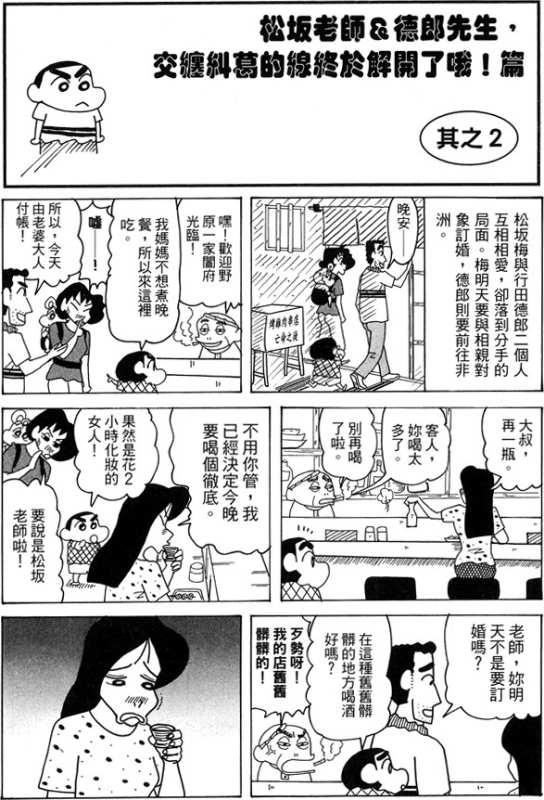 松坂老師&德郎先生，
交纏糾葛的線終於解開了哦！篇
其之2
松坂梅與行田德郎二個人
互相相愛，卻落到分手的
局面。梅明天要與相親對
象訂婚，德郎則要前往非
洲。
晚安──
烤雞肉串店
嘿！歡迎野
原一家闔府
光臨！
我媽媽不想煮晚
餐，所以來這裡
吃。
噓──！
所以，今天
由老婆大人
付帳！
大叔，
再一瓶。
客人，
妳喝太
多了。
別再喝
了啦。
不用你管，我
已經決定今晚
要喝個徹底。
果然是花2
小時化妝的
女人！
要說是松坂
老師啦！
老師，妳明
天不是要訂
婚嗎？
在這種舊舊髒
髒的地方喝酒
好嗎？
歹勢呀！
我的店舊舊
髒髒的！